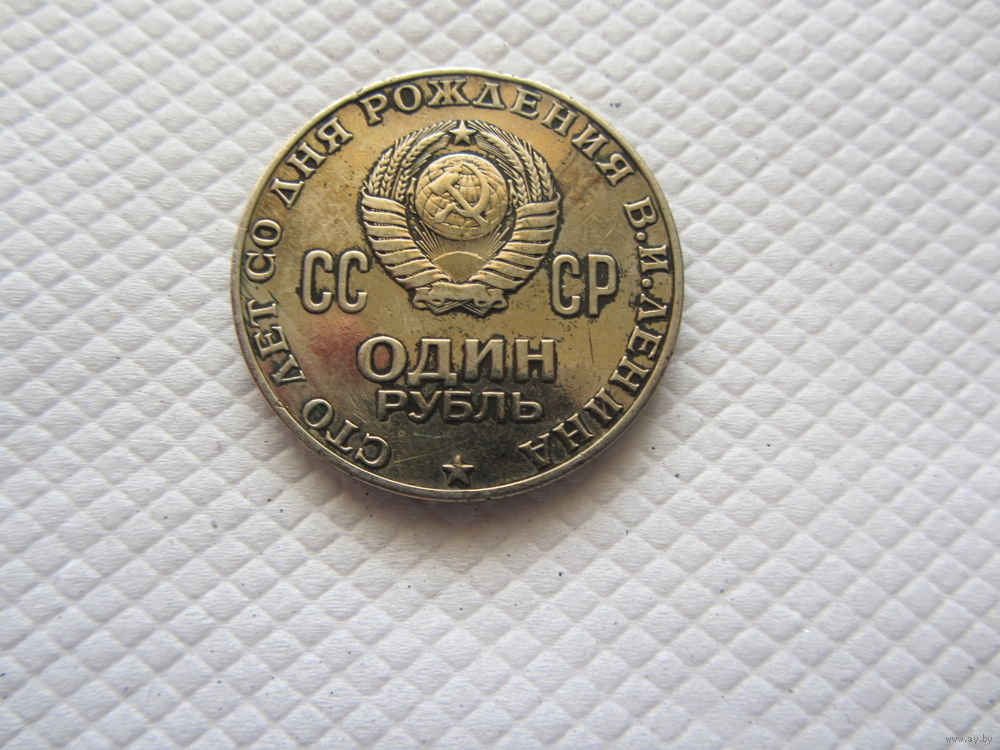 СТО ЛЕТ СО ДНЯ РОЖДЕНИЯ В.И.ЛЕНИНА
СС СР
ОДИН
РУБЛЬ
www.ay.by